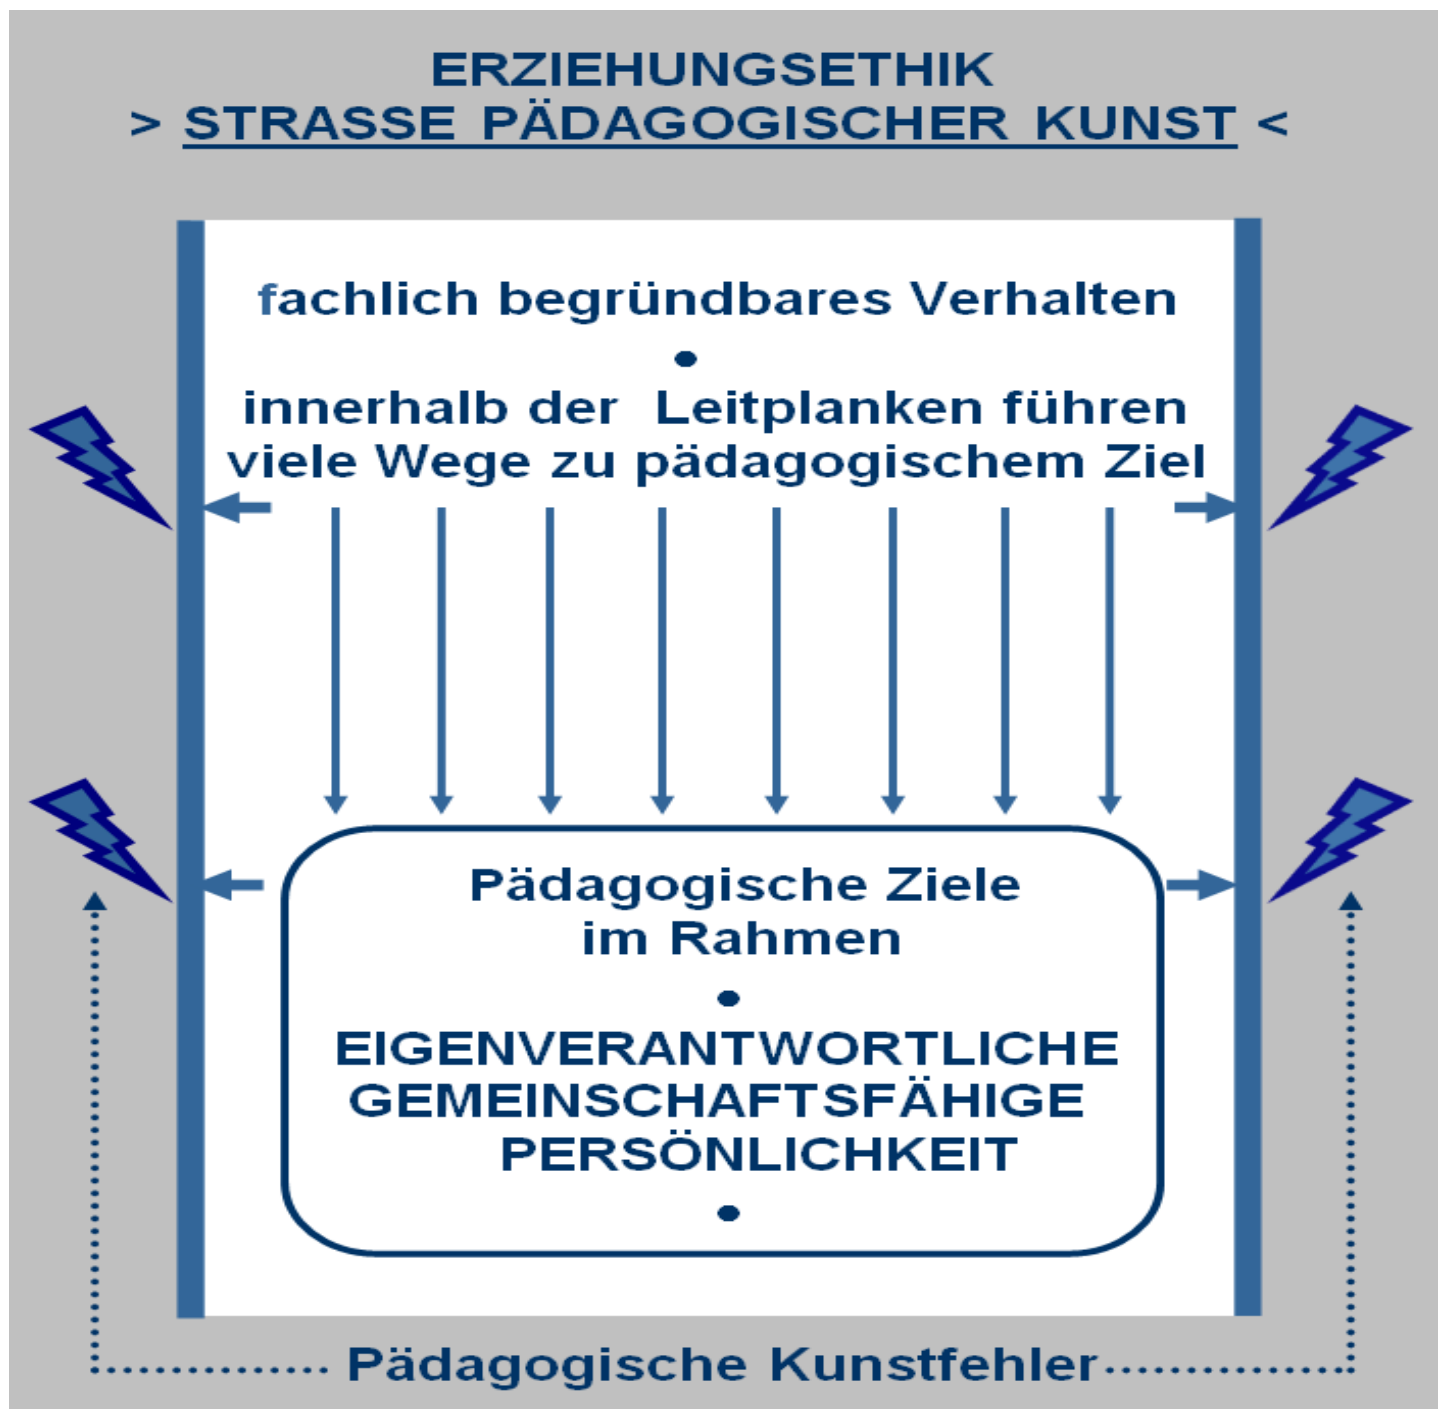 ERZIEHUNGSETHIK
> STRASSE PÄDAGOGISCHER KUNST <
fachlich begründbares Verhalten
•
innerhalb der Leitplanken führen
viele Wege zu pädagogischem Ziel
Pädagogische Ziele
im Rahmen
•
EIGENVERANTWORTLICHE
GEMEINSCHAFTSFÄHIGE
PERSÖNLICHKEIT
•
Pädagogische Kunstfehler